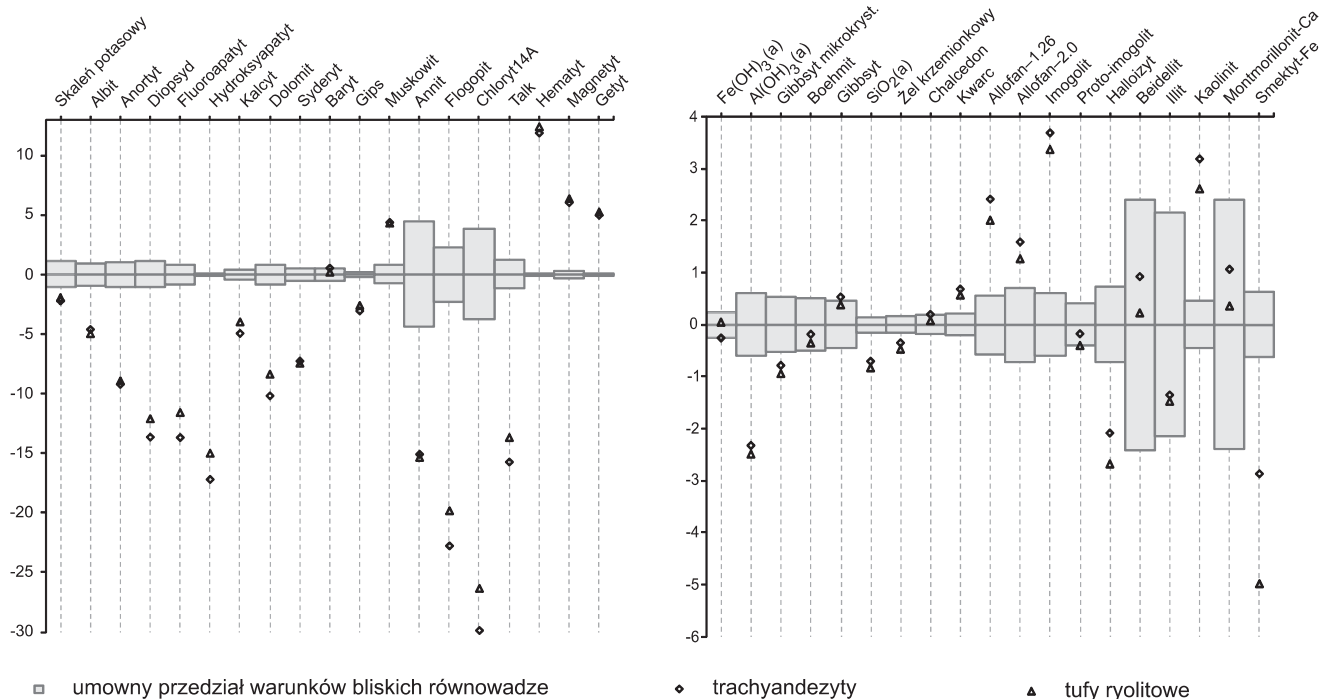 Skaleń potasowy
Albit
Anortyt
Diopsyd
Fluoroapatyt
Hydroksyapatyt
Kalcyt
Dolomit
Syderyt
Baryt
Gips
Muskowit
Annit
Flogopit
Chloryt14A
Talk
Hematyt
Magnetyt
Getyt
10
5
0
-5
-10
-15
-20
-25
-30
Fe(OH)3(a)
Al(OH)3(a)
Gibbsyt mikrokryst.
Boehmit
Gibbsyt
SiO2(a)
Żel krzemionkowy
Chalcedon
Kwarc
Allofan–1.26
Allofan–2.0
Imogolit
Proto-imogolit
Halloizyt
Beidellit
Illit
Kaolinit
Montmorillonit-Ca
Smektyt-Fe
4
3
2
1
0
-1
-2
-3
-4
-5
-6
umowny przedział warunków bliskich równowadze
trachyandezyty
tufy ryolitowe